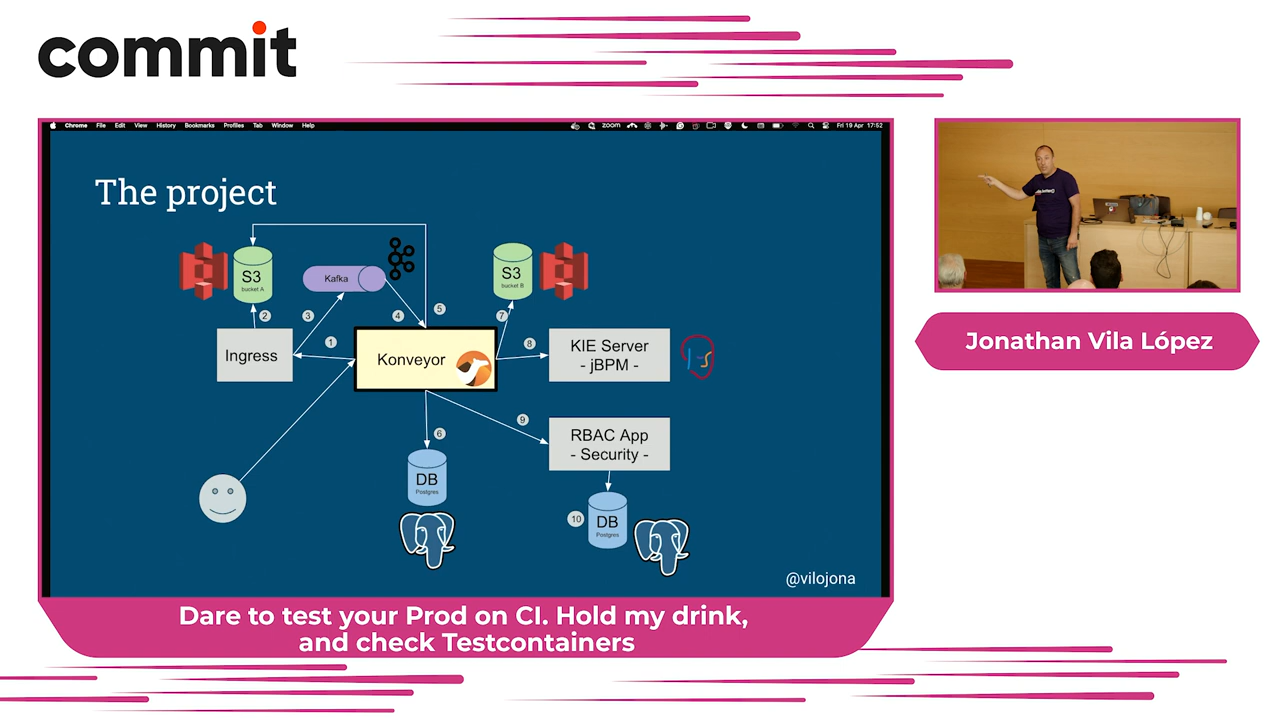 commit
Chrome File Edit View History Bookmarks Profiles Tab Window Help
zoom
Fri 19 Apr 17:52
The project
S3
bucket A
Kafka
S3
bucket B
2
3
4
5
7
1
8
Ingress
Konveyor
KIE Server
- jBPM -
6
9
RBAC App
- Security -
DB
Postgres
10
DB
Postgres
@vilojona
Jonathan Vila López
Dare to test your Prod on CI. Hold my drink,
and check Testcontainers